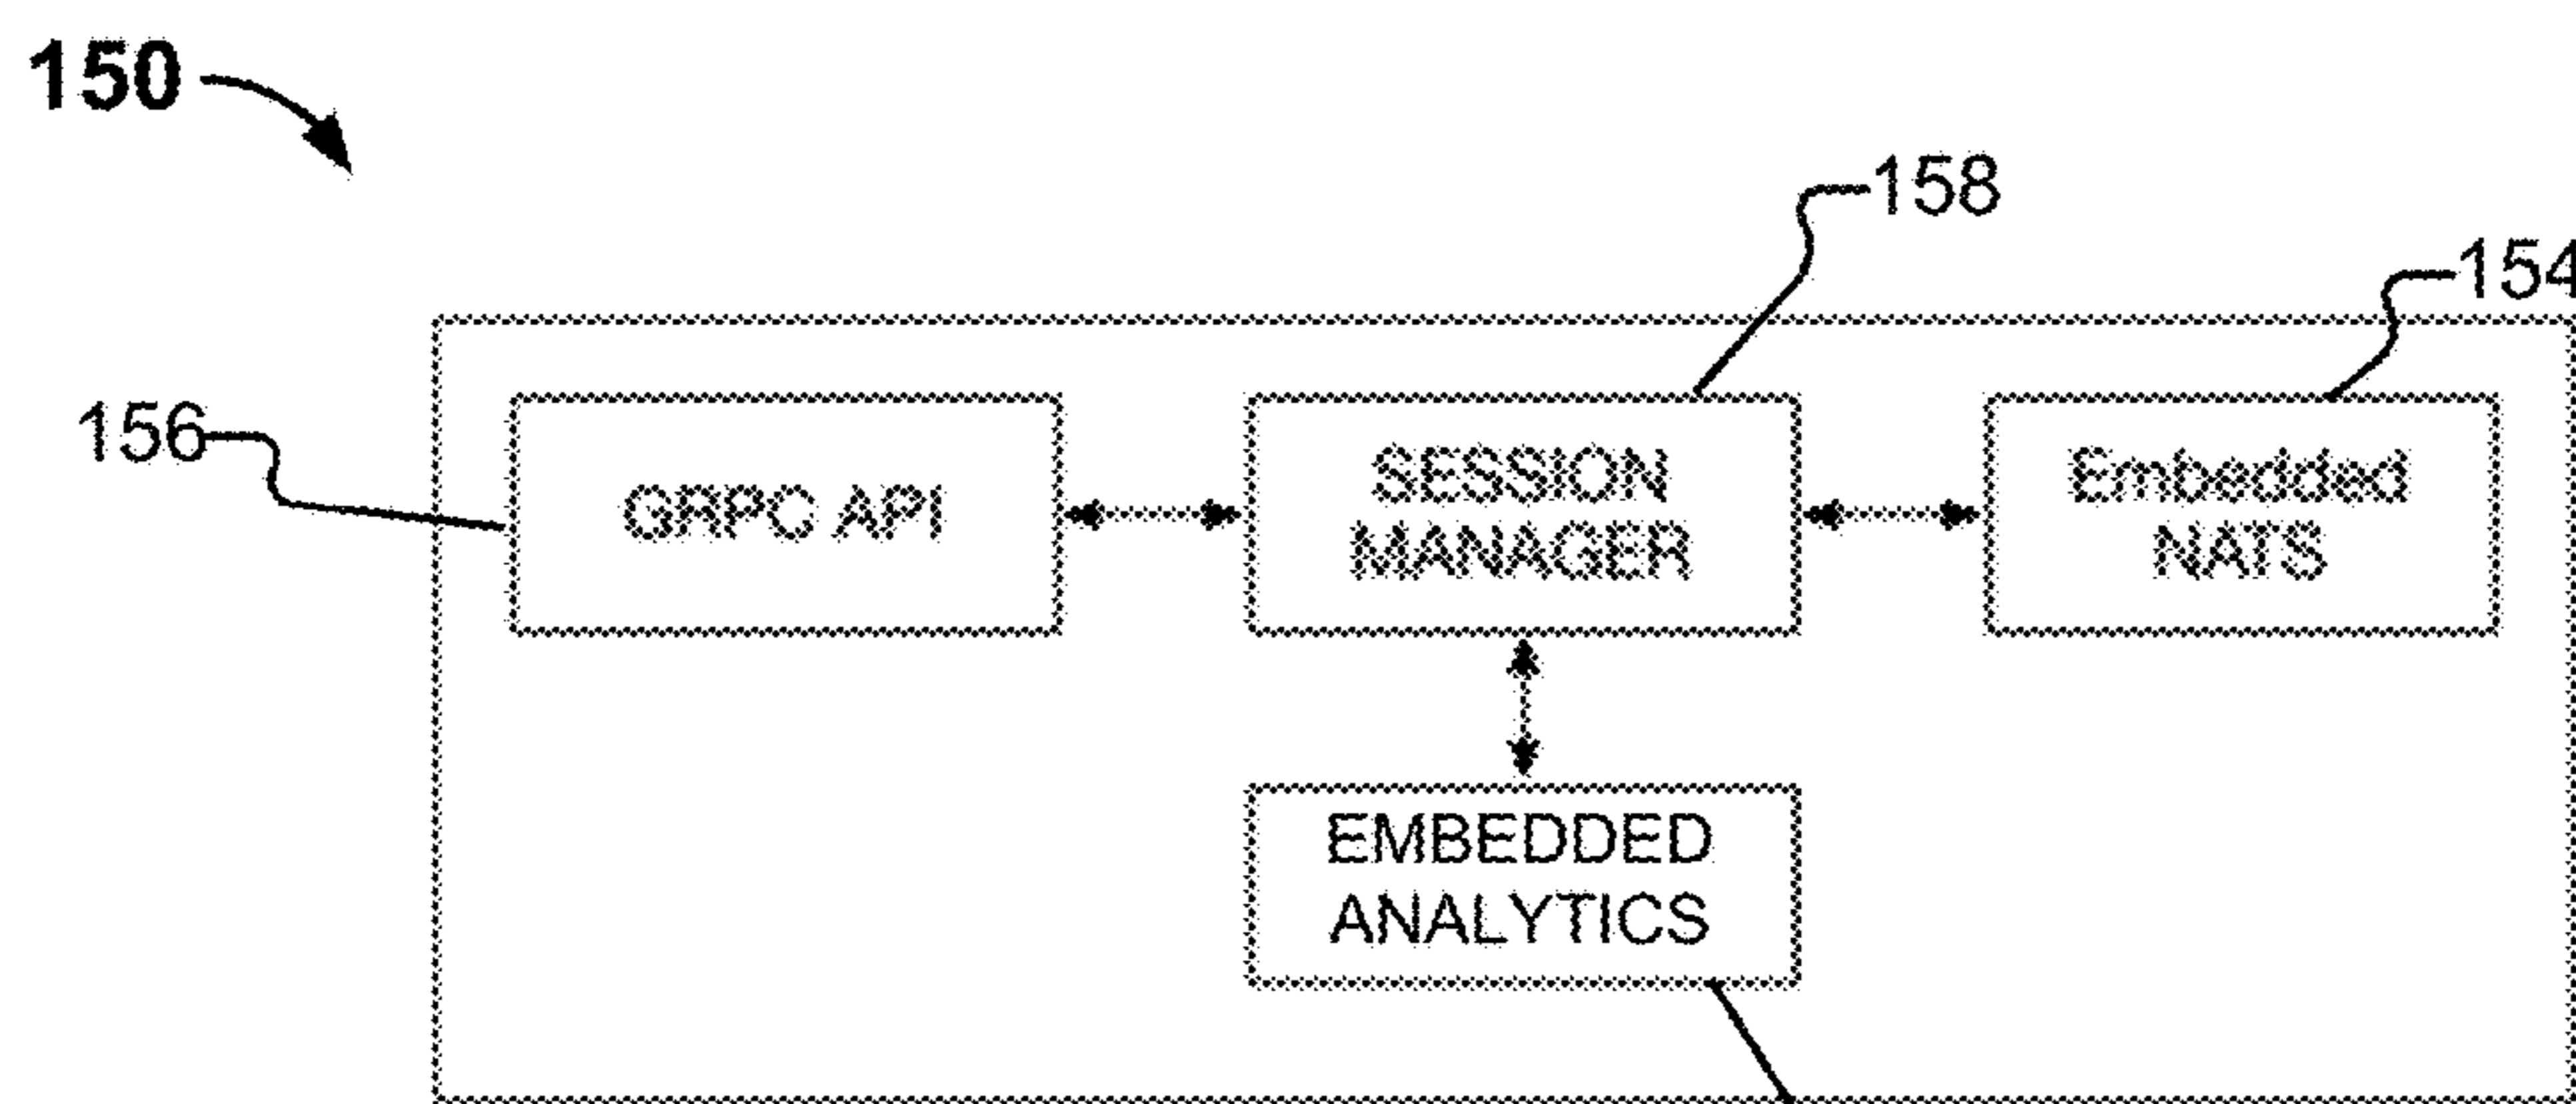 150
158
154
156
GRPC API
SESSION
MANAGER
Embedded
NATS
EMBEDDED
ANALYTICS